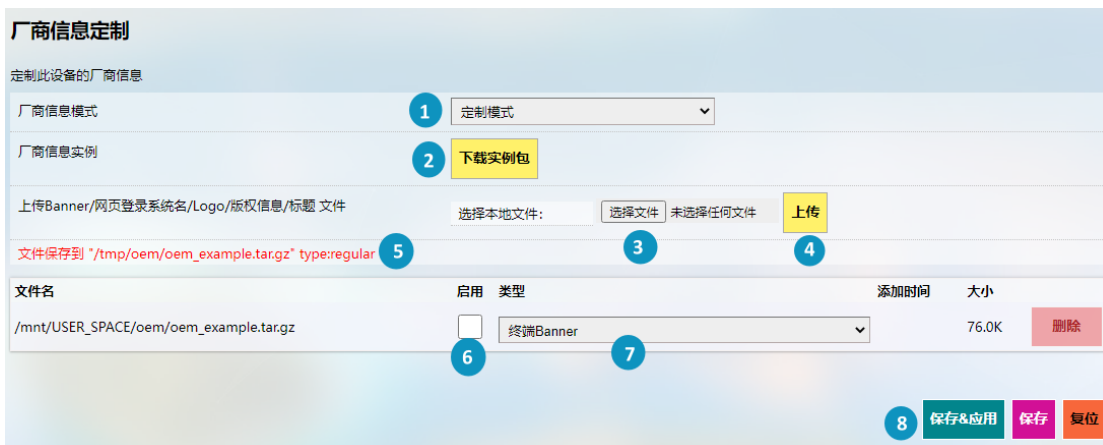 厂商信息定制
定制此设备的厂商信息
厂商信息模式 1 定制模式
厂商信息实例 2 下载实例包
上传Banner/网页登录系统名/Logo/版权信息/标题 文件 选择本地文件: 选择文件 未选择任何文件 上传
3 4
文件保存到 "/tmp/oem/oem_example.tar.gz" type:regular 5
文件名 启用 类型 添加时间 大小
/mnt/USER_SPACE/oem/oem_example.tar.gz 终端Banner 76.0K 删除
6 7
8 保存&应用 保存 复位